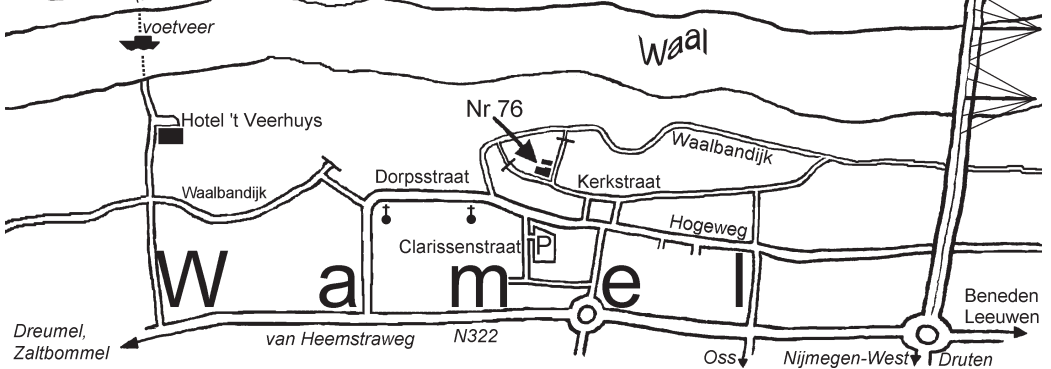 voetveer
Waal
Hotel 't Veerhuys
Nr 76
Waalbandijk
Waalbandijk
Dorpsstraat
Kerkstraat
Hogeweg
Clarissenstraat
P
Wamel
Beneden
Leeuwen
Dreumel,
Zaltbommel
van Heemstraweg
N322
Oss
Nijmegen-West
Druten